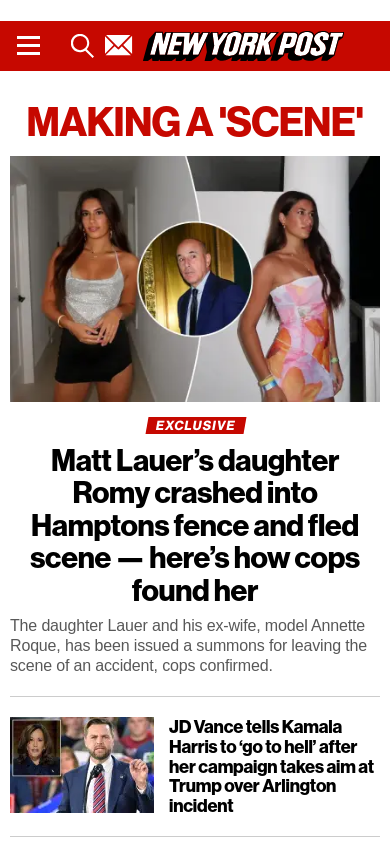 NEW YORK POST
MAKING A 'SCENE'
EXCLUSIVE
Matt Lauer’s daughter
Romy crashed into
Hamptons fence and fled
scene — here’s how cops
found her
The daughter Lauer and his ex-wife, model Annette
Roque, has been issued a summons for leaving the
scene of an accident, cops confirmed.
JD Vance tells Kamala
Harris to ‘go to hell’ after
her campaign takes aim at
Trump over Arlington
incident